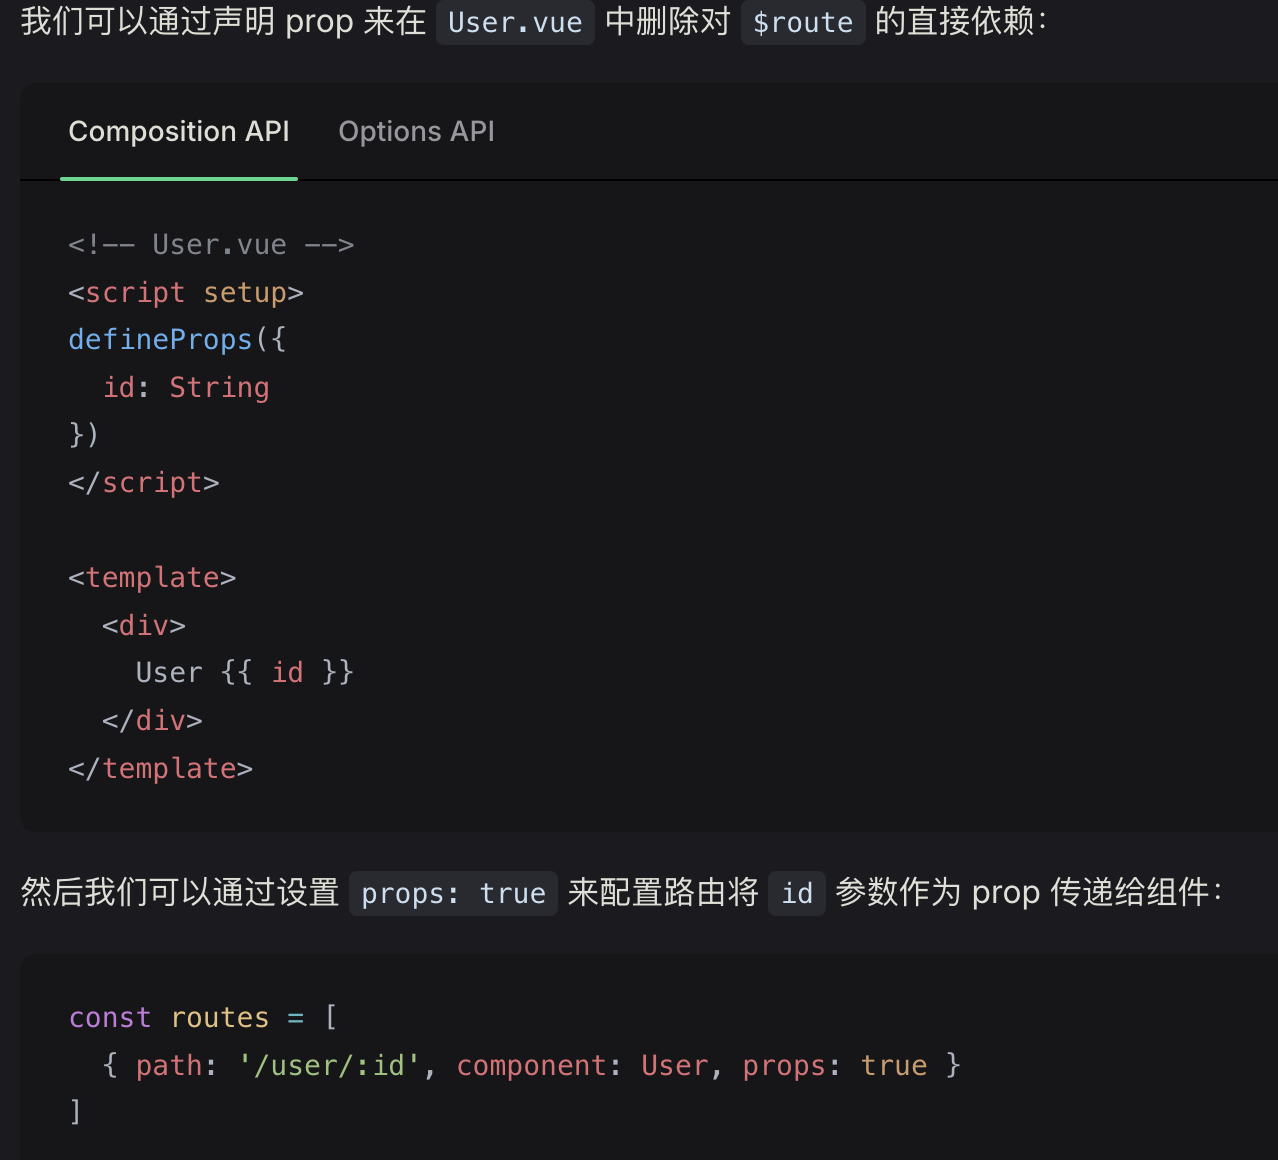 我们可以通过声明 prop 来在 User.vue 中删除对 $route 的直接依赖：
Composition API Options API
<!-- User.vue -->
<script setup>
defineProps({
  id: String
})
</script>

<template>
  <div>
    User {{ id }}
  </div>
</template>
然后我们可以通过设置 props: true 来配置路由将 id 参数作为 prop 传递给组件：
const routes = [
  { path: '/user/:id', component: User, props: true }
]